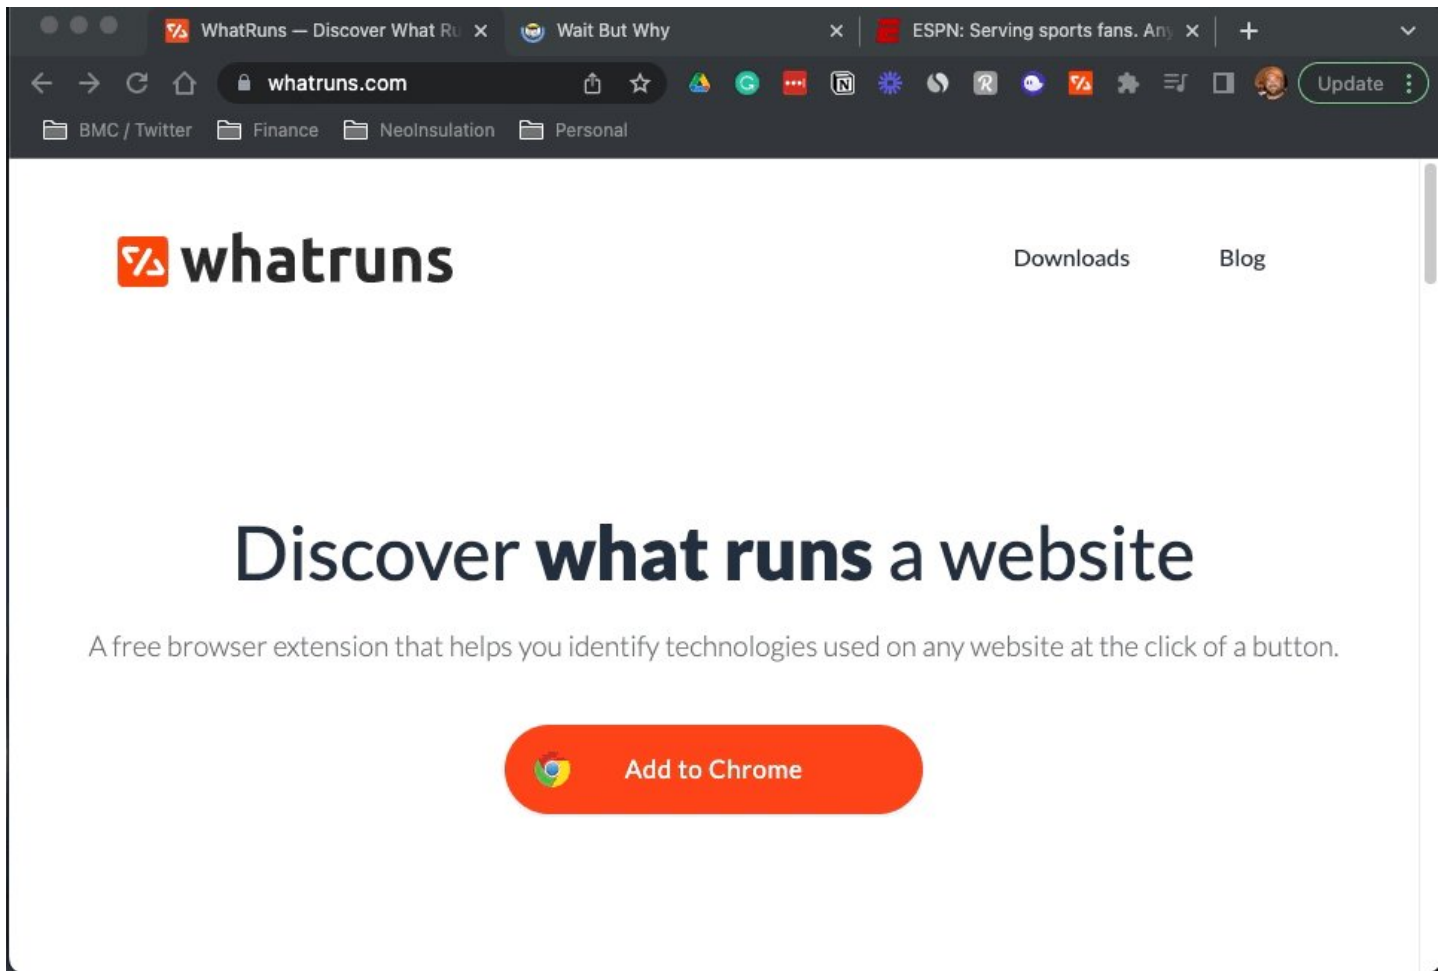 WhatRuns — Discover What Ru
Wait But Why
ESPN: Serving sports fans. Any
whatruns.com
Update
BMC / Twitter
Finance
NeoInsulation
Personal
whatruns
Downloads
Blog
Discover what runs a website
A free browser extension that helps you identify technologies used on any website at the click of a button.
Add to Chrome